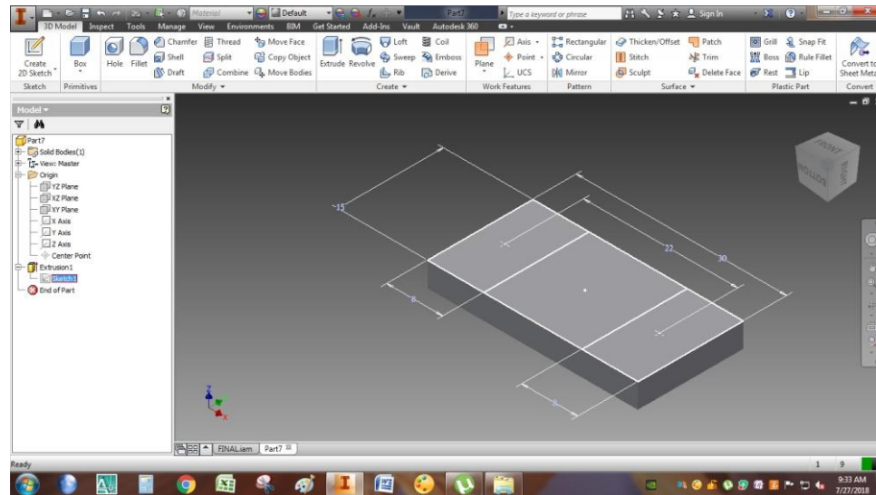 Material
Default
Part7
Type a keyword or phrase
Sign In
3D Model Inspect Tools Manage View Environments BIM Get Started Add-Ins Vault Autodesk 360
Create
2D Sketch
Box
Hole
Fillet
Chamfer
Shell
Draft
Thread
Split
Combine
Move Face
Copy Object
Move Bodies
Extrude
Revolve
Loft
Sweep
Rib
Coil
Emboss
Derive
Plane
Axis
Point
UCS
Rectangular
Circular
Mirror
Thicken/Offset
Stitch
Sculpt
Patch
Trim
Delete Face
Grill
Boss
Rest
Snap Fit
Rule Fillet
Lip
Convert to
Sheet Meta
Sketch
Primitives
Modify
Create
Work Features
Pattern
Surface
Plastic Part
Convert
Model
Part7
Solid Bodies(1)
View: Master
Origin
YZ Plane
XZ Plane
XY Plane
X Axis
Y Axis
Z Axis
Center Point
Extrusion1
Sketch1
End of Part
FRONT
RIGHT
BOTTOM
15
22
30
8
8
Z
X
FINAL.iam
Part7
Ready
1 9
9:33 AM
7/27/2018